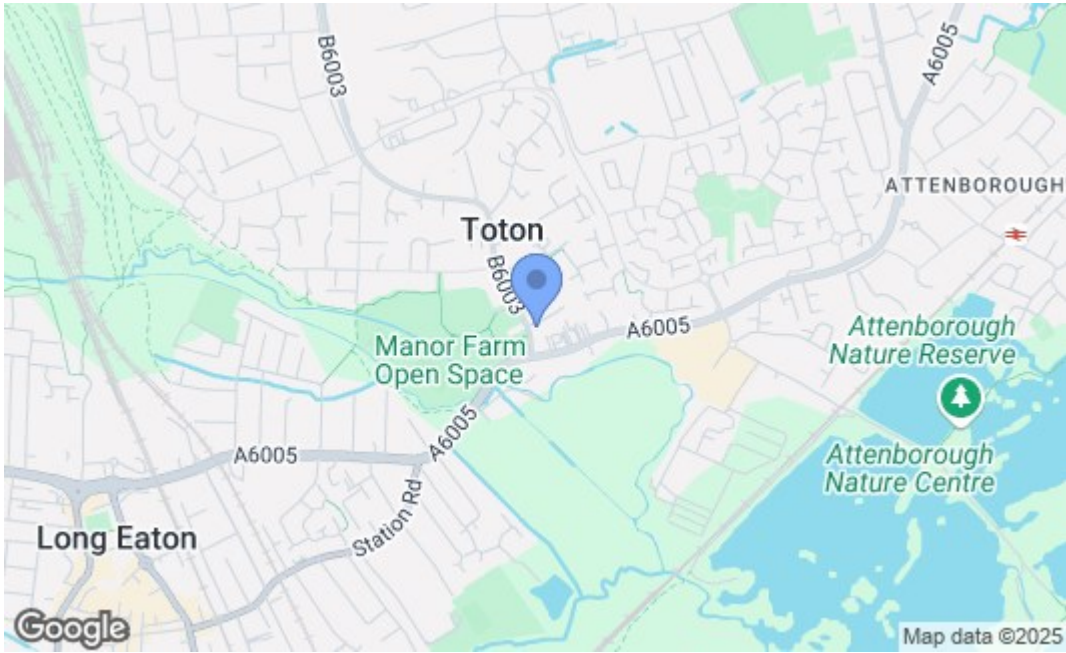 B6003
A6005
ATTENBOROUGH
Toton
B6003
A6005
Attenborough
Nature Reserve
Manor Farm
Open Space
A6005
A6005
Attenborough
Nature Centre
Station Rd
Long Eaton
Google
Map data ©2025